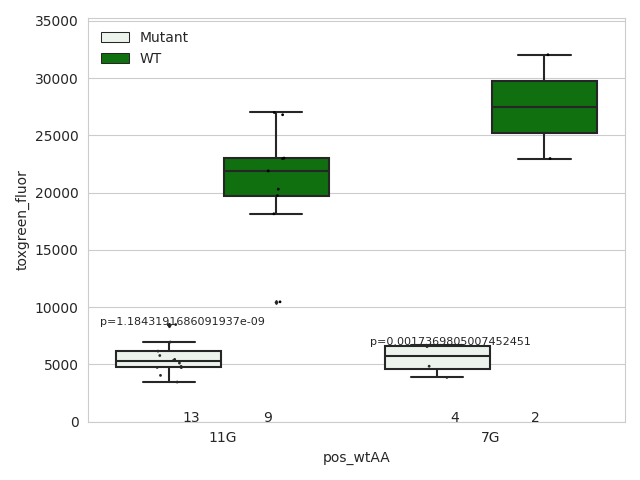 35000
30000
25000
20000
15000
10000
5000
0
toxgreen_fluor
Mutant
WT
p=1.1843191686091937e-09
p=0.0017369805007452451
13
9
4
2
11G
7G
pos_wtAA